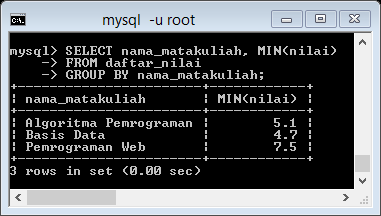 mysql -u root
mysql> SELECT nama_matakuliah, MIN(nilai)
    -> FROM daftar_nilai
    -> GROUP BY nama_matakuliah;
+----------------------+------------+
| nama_matakuliah      | MIN(nilai) |
+----------------------+------------+
| Algoritma Pemrograman |        5.1 |
| Basis Data           |        4.7 |
| Pemrograman Web      |        7.5 |
+----------------------+------------+
3 rows in set (0.00 sec)